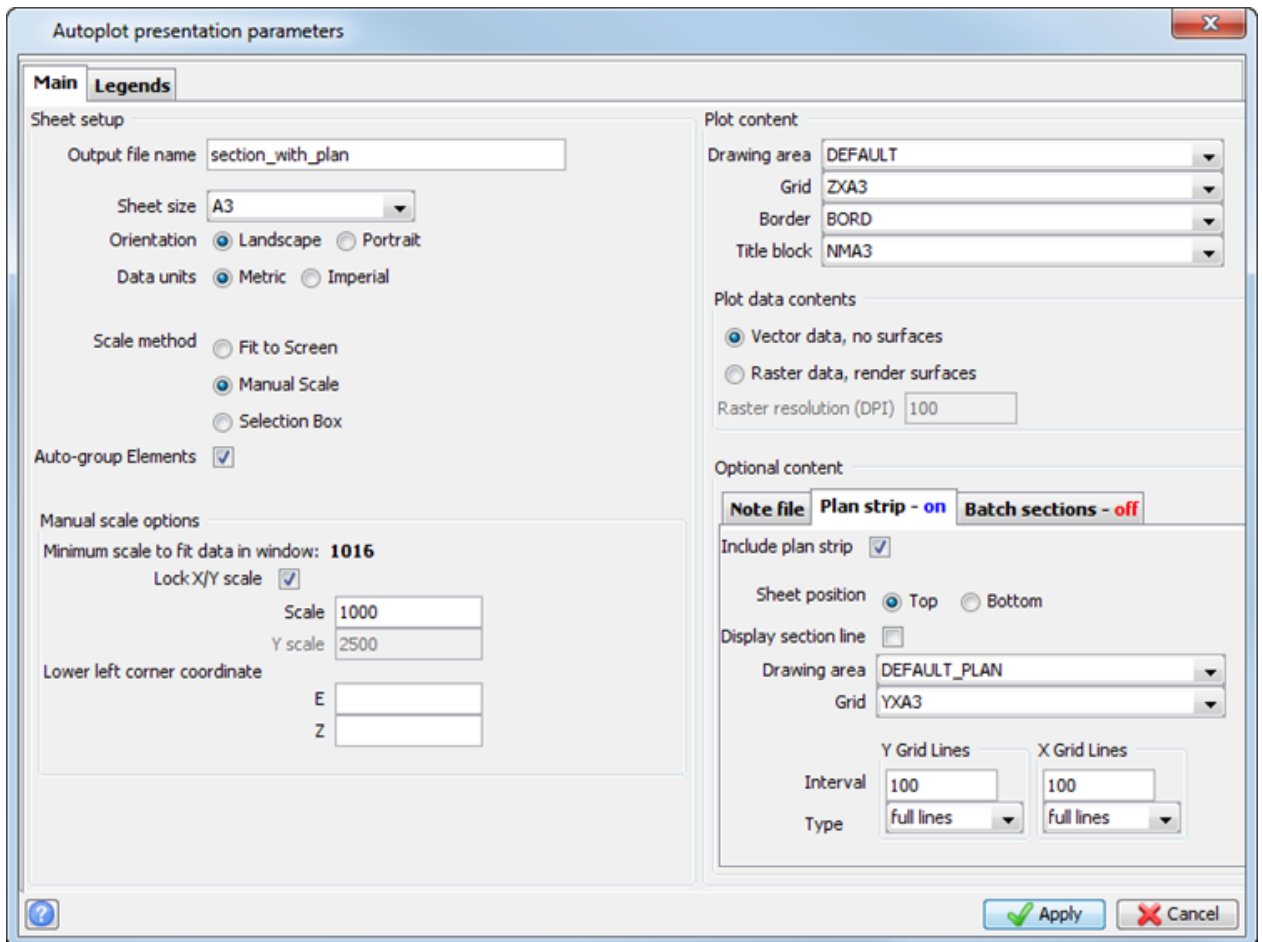 Autoplot presentation parameters
Main Legends
Sheet setup
Output file name section_with_plan
Sheet size A3
Orientation Landscape Portrait
Data units Metric Imperial
Scale method Fit to Screen
Manual Scale
Selection Box
Auto-group Elements
Manual scale options
Minimum scale to fit data in window: 1016
Lock X/Y scale
Scale 1000
Y scale 2500
Lower left corner coordinate
E
Z
Plot content
Drawing area DEFAULT
Grid ZXA3
Border BORD
Title block NMA3
Plot data contents
Vector data, no surfaces
Raster data, render surfaces
Raster resolution (DPI) 100
Optional content
Note file Plan strip - on Batch sections - off
Include plan strip
Sheet position Top Bottom
Display section line
Drawing area DEFAULT_PLAN
Grid YXA3
Y Grid Lines X Grid Lines
Interval 100 100
Type full lines full lines
? Apply Cancel